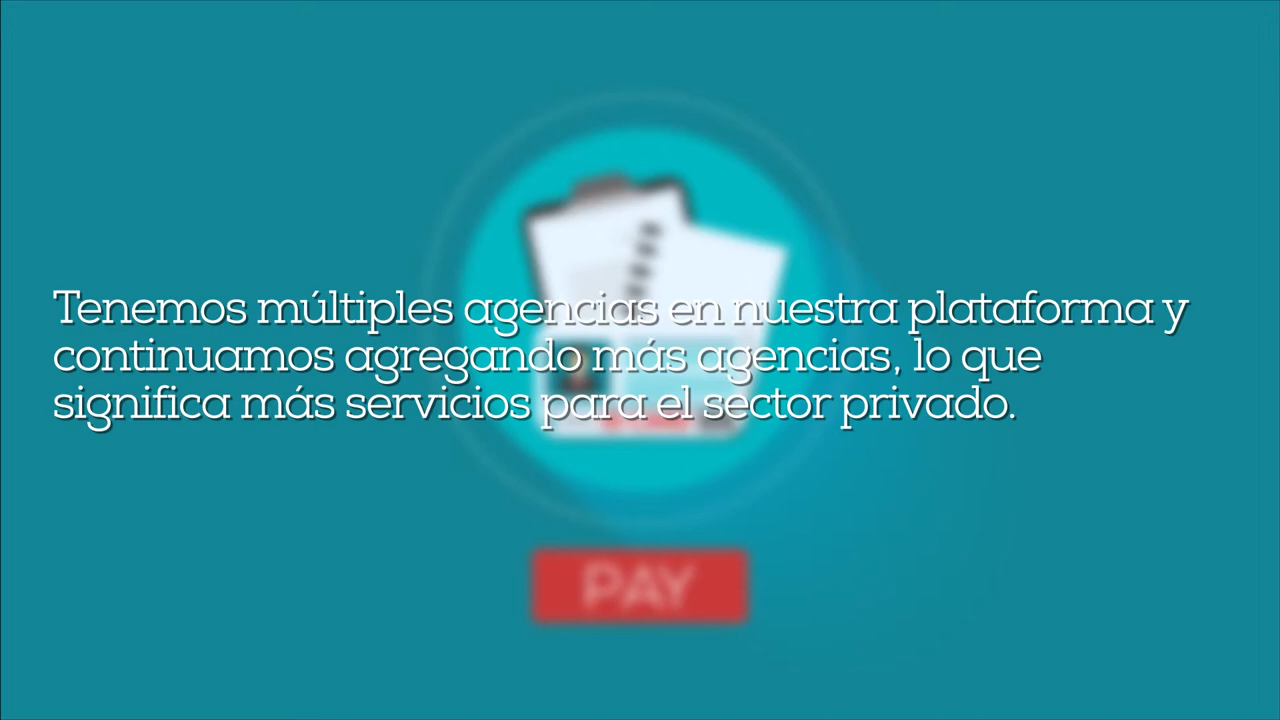 Tenemos múltiples agencias en nuestra plataforma y
continuamos agregando más agencias, lo que
significa más servicios para el sector privado.
PAY